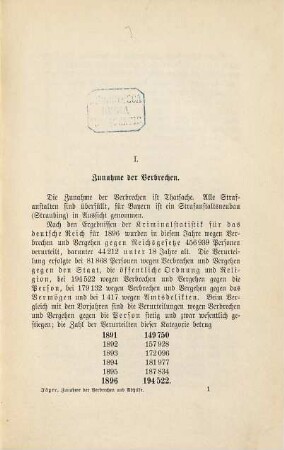 I.
Zunahme der Verbrechen.
Die Zunahme der Verbrechen ist Thatsache. Alle Straf-
anstalten sind überfüllt, für Bayern ist ein Strafanstaltenneubau
(Straubing) in Aussicht genommen.
Nach den Ergebnissen der Kriminalstatistik für das
deutsche Reich für 1896 wurden in diesem Jahre wegen Ver-
brechen und Vergehen gegen Reichsgesetze 456 939 Personen
verurteilt, darunter 44 212 unter 18 Jahre alt. Die Verurtei-
lung erfolgte bei 81 868 Personen wegen Verbrechen und Vergehen
gegen den Staat, die öffentliche Ordnung und Reli-
gion, bei 194 522 wegen Verbrechen und Vergehen gegen die
Person, bei 179 132 wegen Verbrechen und Vergehen gegen das
Vermögen und bei 1 417 wegen Amtsdelikten. Beim Ver-
gleich mit den Vorjahren sind die Verurteilungen wegen Verbrechen
und Vergehen gegen die Person stetig und zwar wesentlich ge-
stiegen; die Zahl der Verurteilten dieser Kategorie betrug
1891 149 750
1892 157 928
1893 172 096
1894 181 977
1895 187 834
1896 194 522.
Zunahme der Verbrechen und Abhilfe. 1